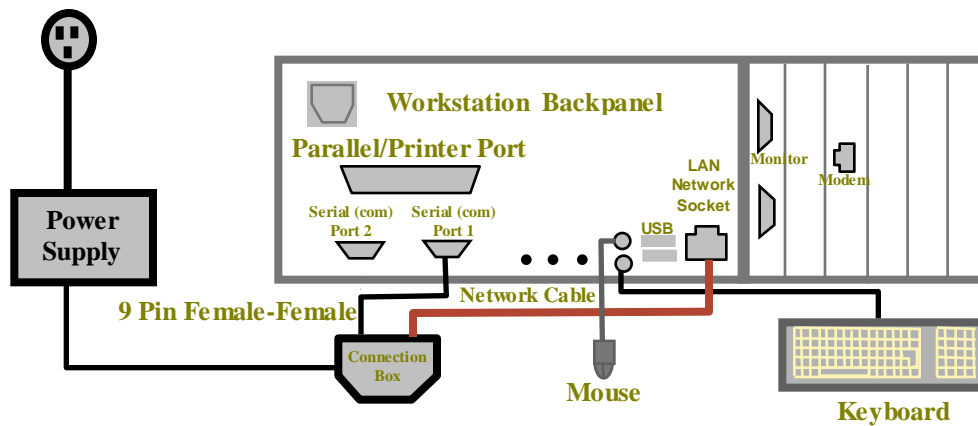 Workstation Backpanel
Parallel/Printer Port
Serial (com)
Port 2
Serial (com)
Port 1
LAN
Network
Socket
USB
Monitor
Modem
Power
Supply
9 Pin Female-Female
Network Cable
Connection
Box
Mouse
Keyboard